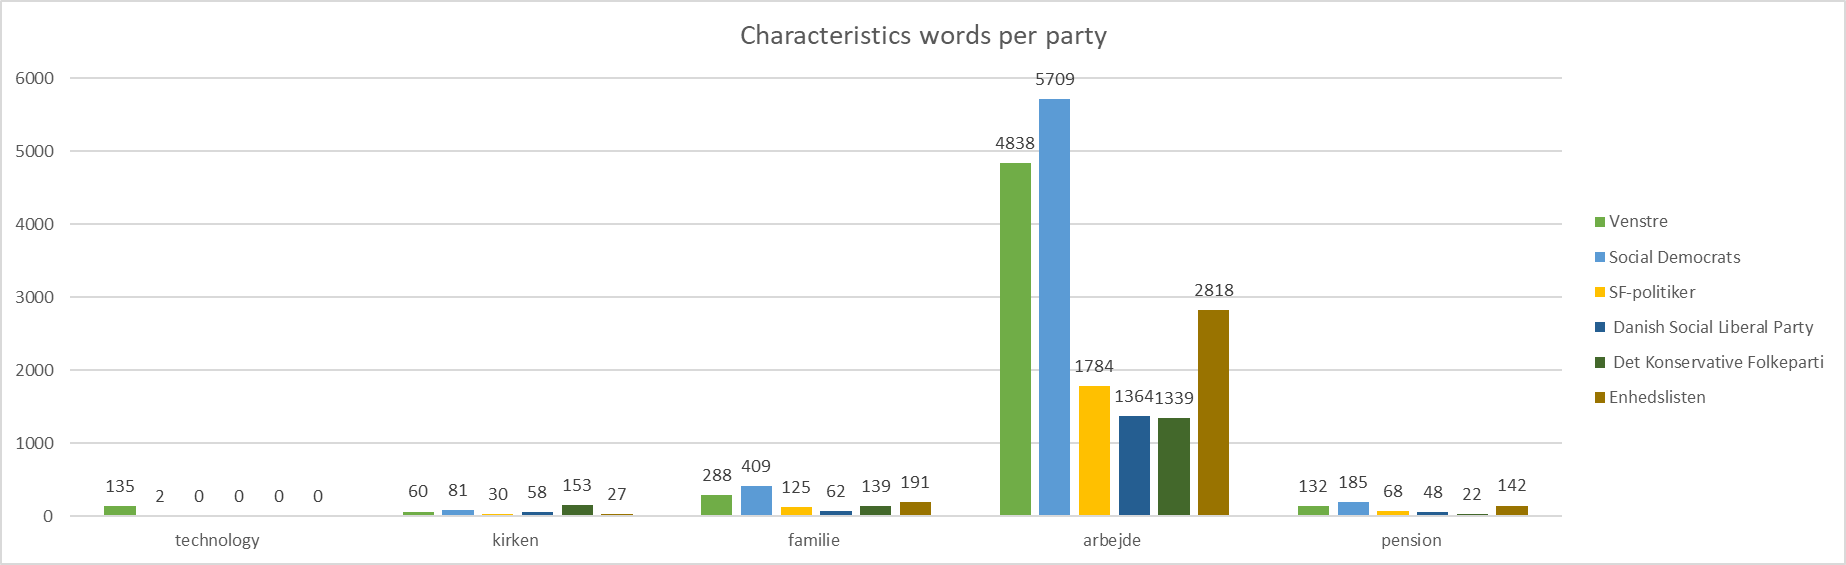 Characteristics words per party
6000
5000
4000
3000
2000
1000
0
135 2 0 0 0 0
60 81 30 58 153 27
288 409 125 62 139 191
4838 5709 1784 1364 1339 2818
132 185 68 48 22 142
technology kirken familie arbejde pension
Venstre
Social Democrats
SF-politiker
Danish Social Liberal Party
Det Konservative Folkeparti
Enhedslisten